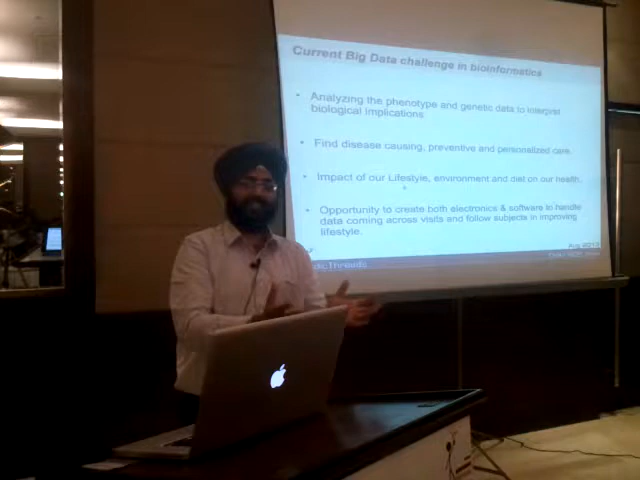 Current Big Data challenge in bioinformatics
• Analyzing the phenotype and genetic data to interpret
biological implications
• Find disease causing, preventive and personalized care.
• Impact of our Lifestyle, environment and diet on our health.
• Opportunity to create both electronics & software to handle
data coming across visits and follow subjects in improving
lifestyle.
Aug 2013